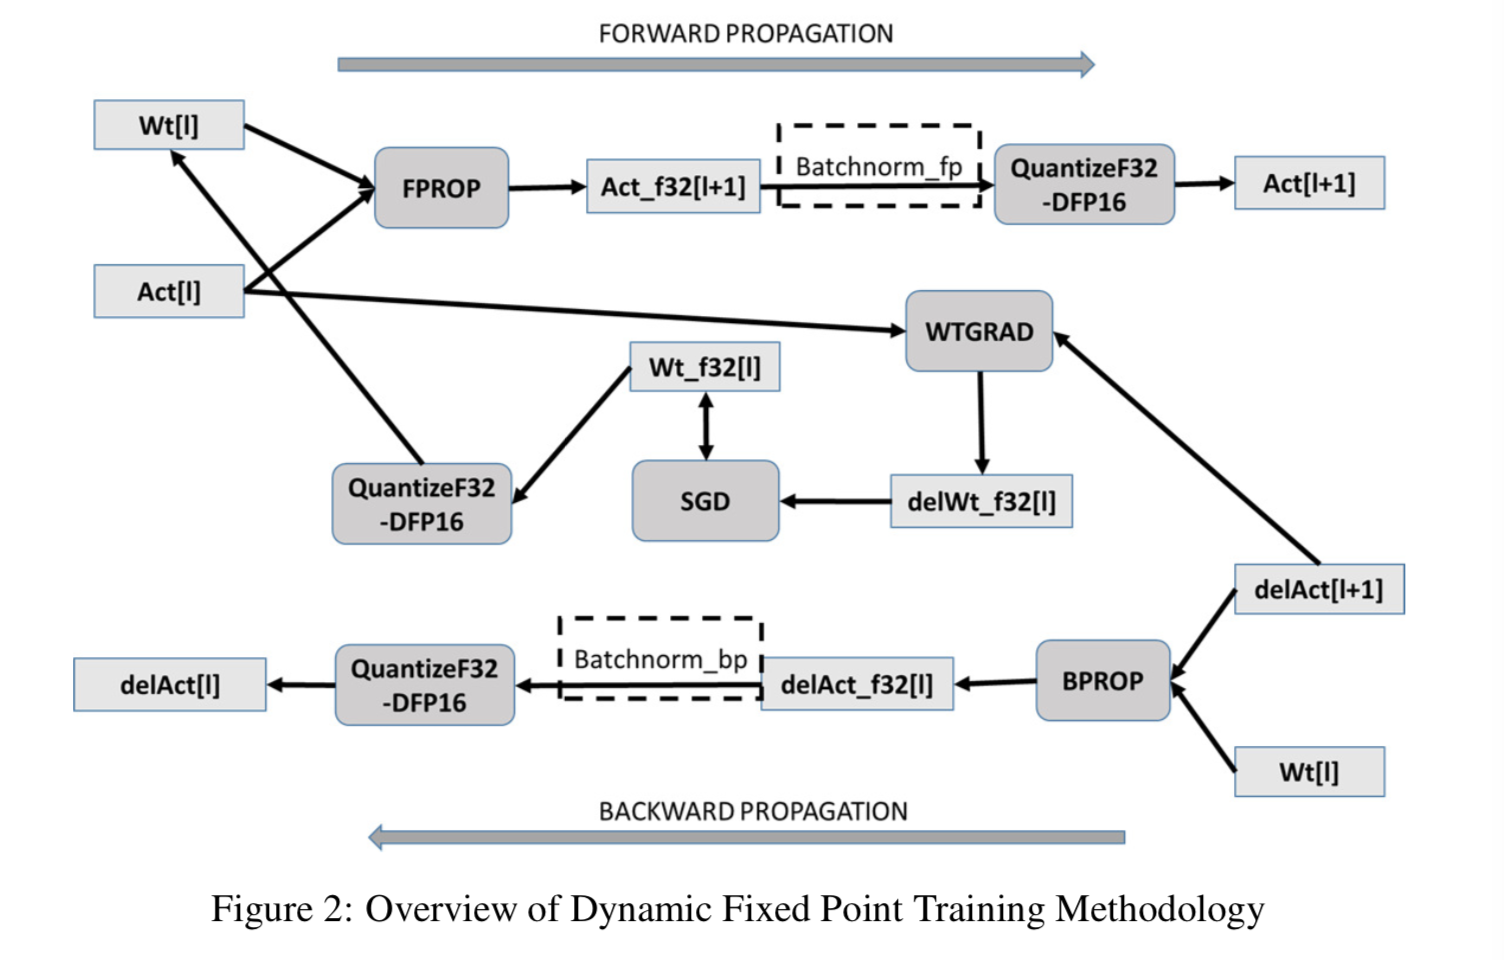 FORWARD PROPAGATION
Wt[l]
FPROP
Act_f32[l+1]
Batchnorm_fp
QuantizeF32
-DFP16
Act[l+1]
Act[l]
WTGRAD
Wt_f32[l]
QuantizeF32
-DFP16
SGD
delWt_f32[l]
delAct[l+1]
delAct[l]
QuantizeF32
-DFP16
Batchnorm_bp
delAct_f32[l]
BPROP
Wt[l]
BACKWARD PROPAGATION
Figure 2: Overview of Dynamic Fixed Point Training Methodology